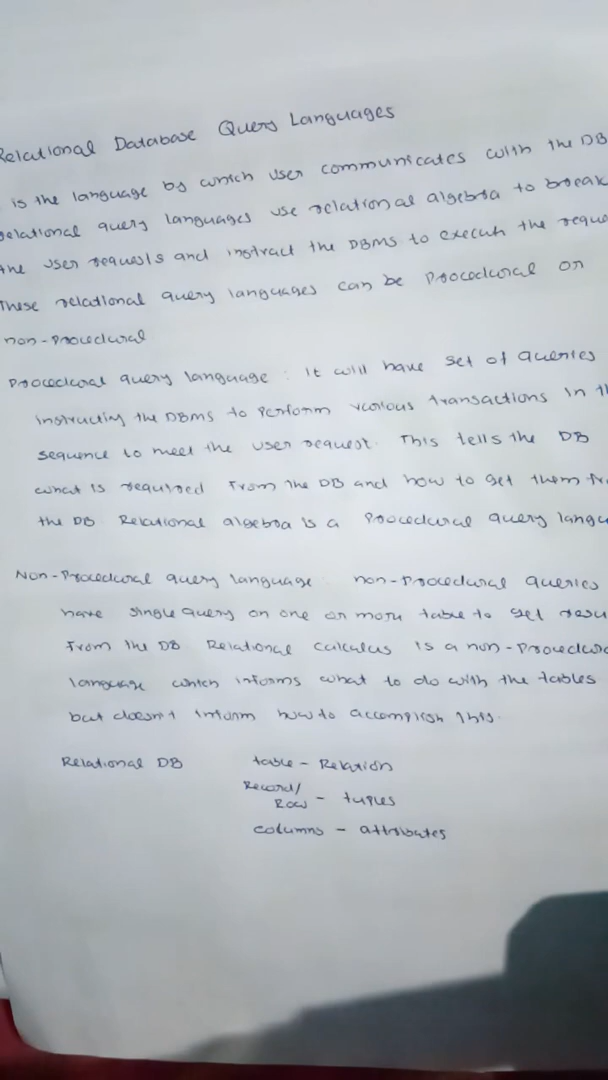 Relational Database Query Languages
is the language by which user communicates with the DB
relational query languages use relational algebra to break
the user requests and instruct the DBMS to execute the reque
These relational query languages can be Procedural or
non-Procedural
Procedural query language : it will have set of queries
instructing the DBMS to Perform various transactions in th
sequence to meet the user request. This tells the DB
what is required from the DB and how to get them fr
the DB Relational algebra is a Procedural query langu
Non-Procedural query language non-Procedural queries
have single query on one or more table to get resu
From the DB Relational calculus is a non-Procedura
language which informs what to do with the tables
but doesn't inform how to accomplish this.
Relational DB table - Relation
Record/
Row - tuples
columns - attributes